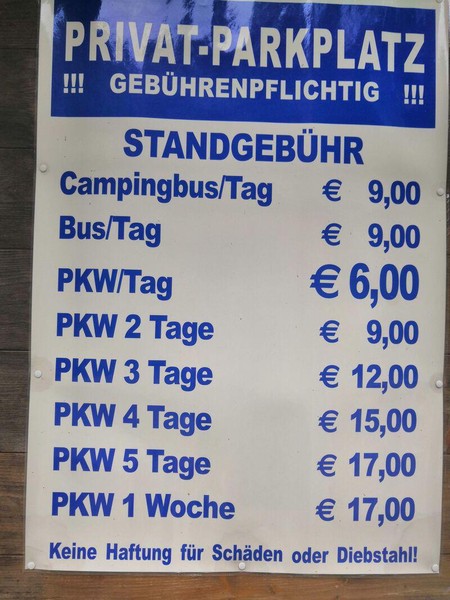 PRIVAT-PARKPLATZ
!!! GEBÜHRENPFLICHTIG !!!
STANDGEBÜHR
Campingbus/Tag € 9,00
Bus/Tag € 9,00
PKW/Tag € 6,00
PKW 2 Tage € 9,00
PKW 3 Tage € 12,00
PKW 4 Tage € 15,00
PKW 5 Tage € 17,00
PKW 1 Woche € 17,00
Keine Haftung für Schäden oder Diebstahl!